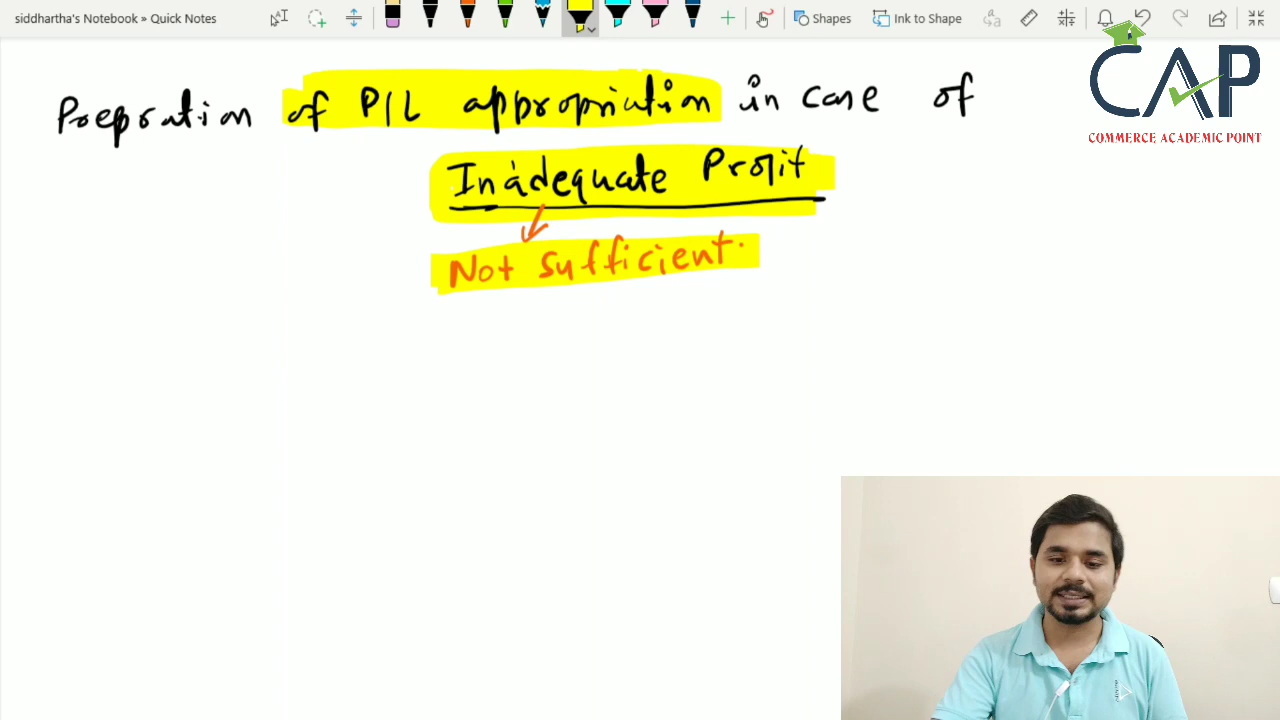 siddhartha's Notebook » Quick Notes
Shapes
Ink to Shape
CAP
COMMERCE ACADEMIC POINT
Prepration of P/L appropriation in case of
Inadequate Profit
Not sufficient.